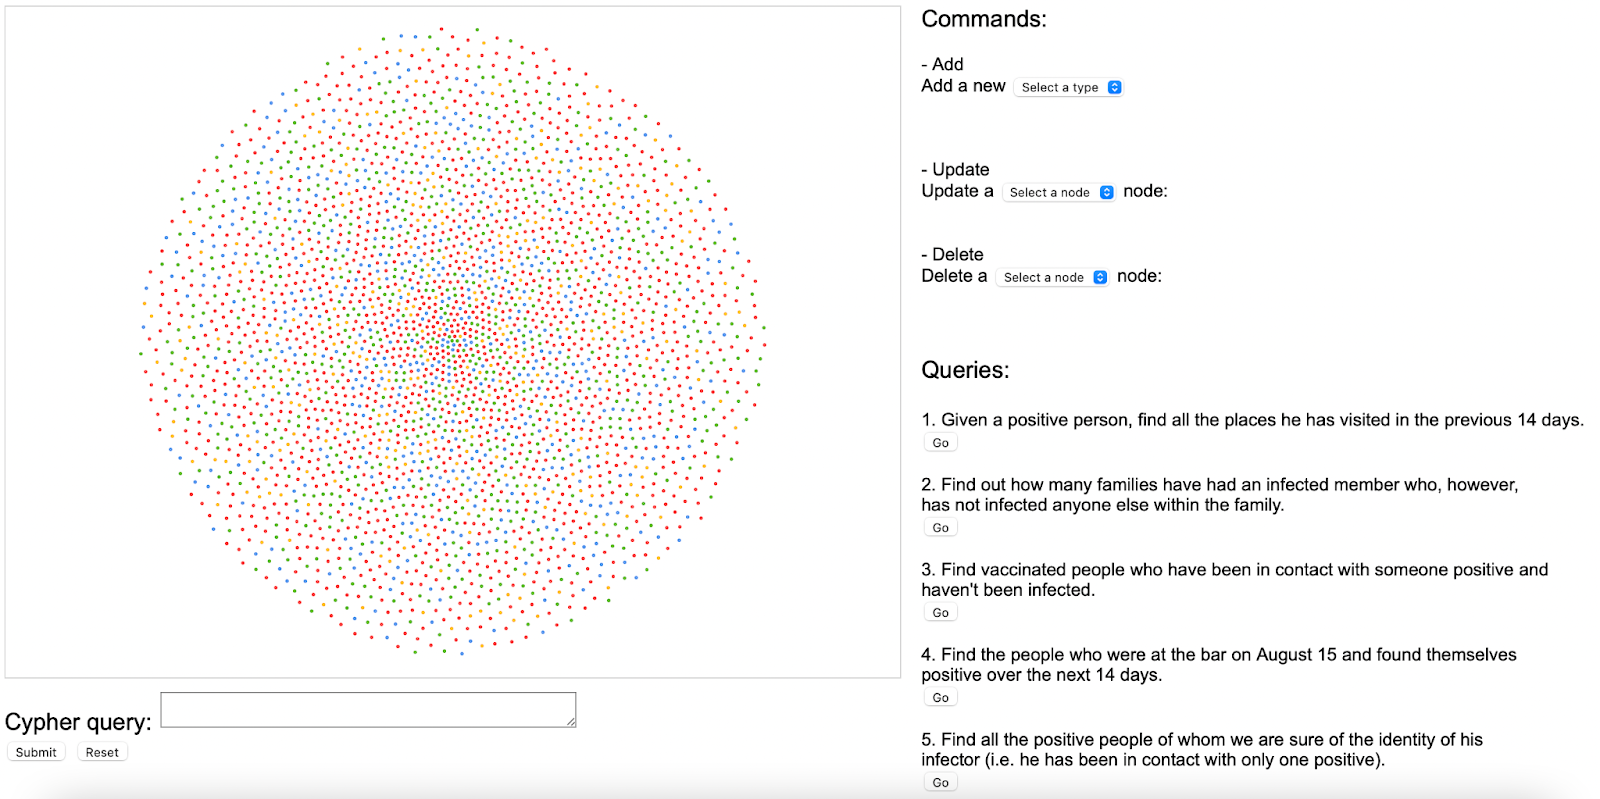 Commands:
- Add
Add a new Select a type
- Update
Update a Select a node node:
- Delete
Delete a Select a node node:
Queries:
1. Given a positive person, find all the places he has visited in the previous 14 days.
Go
2. Find out how many families have had an infected member who, however,
has not infected anyone else within the family.
Go
3. Find vaccinated people who have been in contact with someone positive and
haven't been infected.
Go
4. Find the people who were at the bar on August 15 and found themselves
positive over the next 14 days.
Go
5. Find all the positive people of whom we are sure of the identity of his
infector (i.e. he has been in contact with only one positive).
Go
Cypher query:
Submit Reset